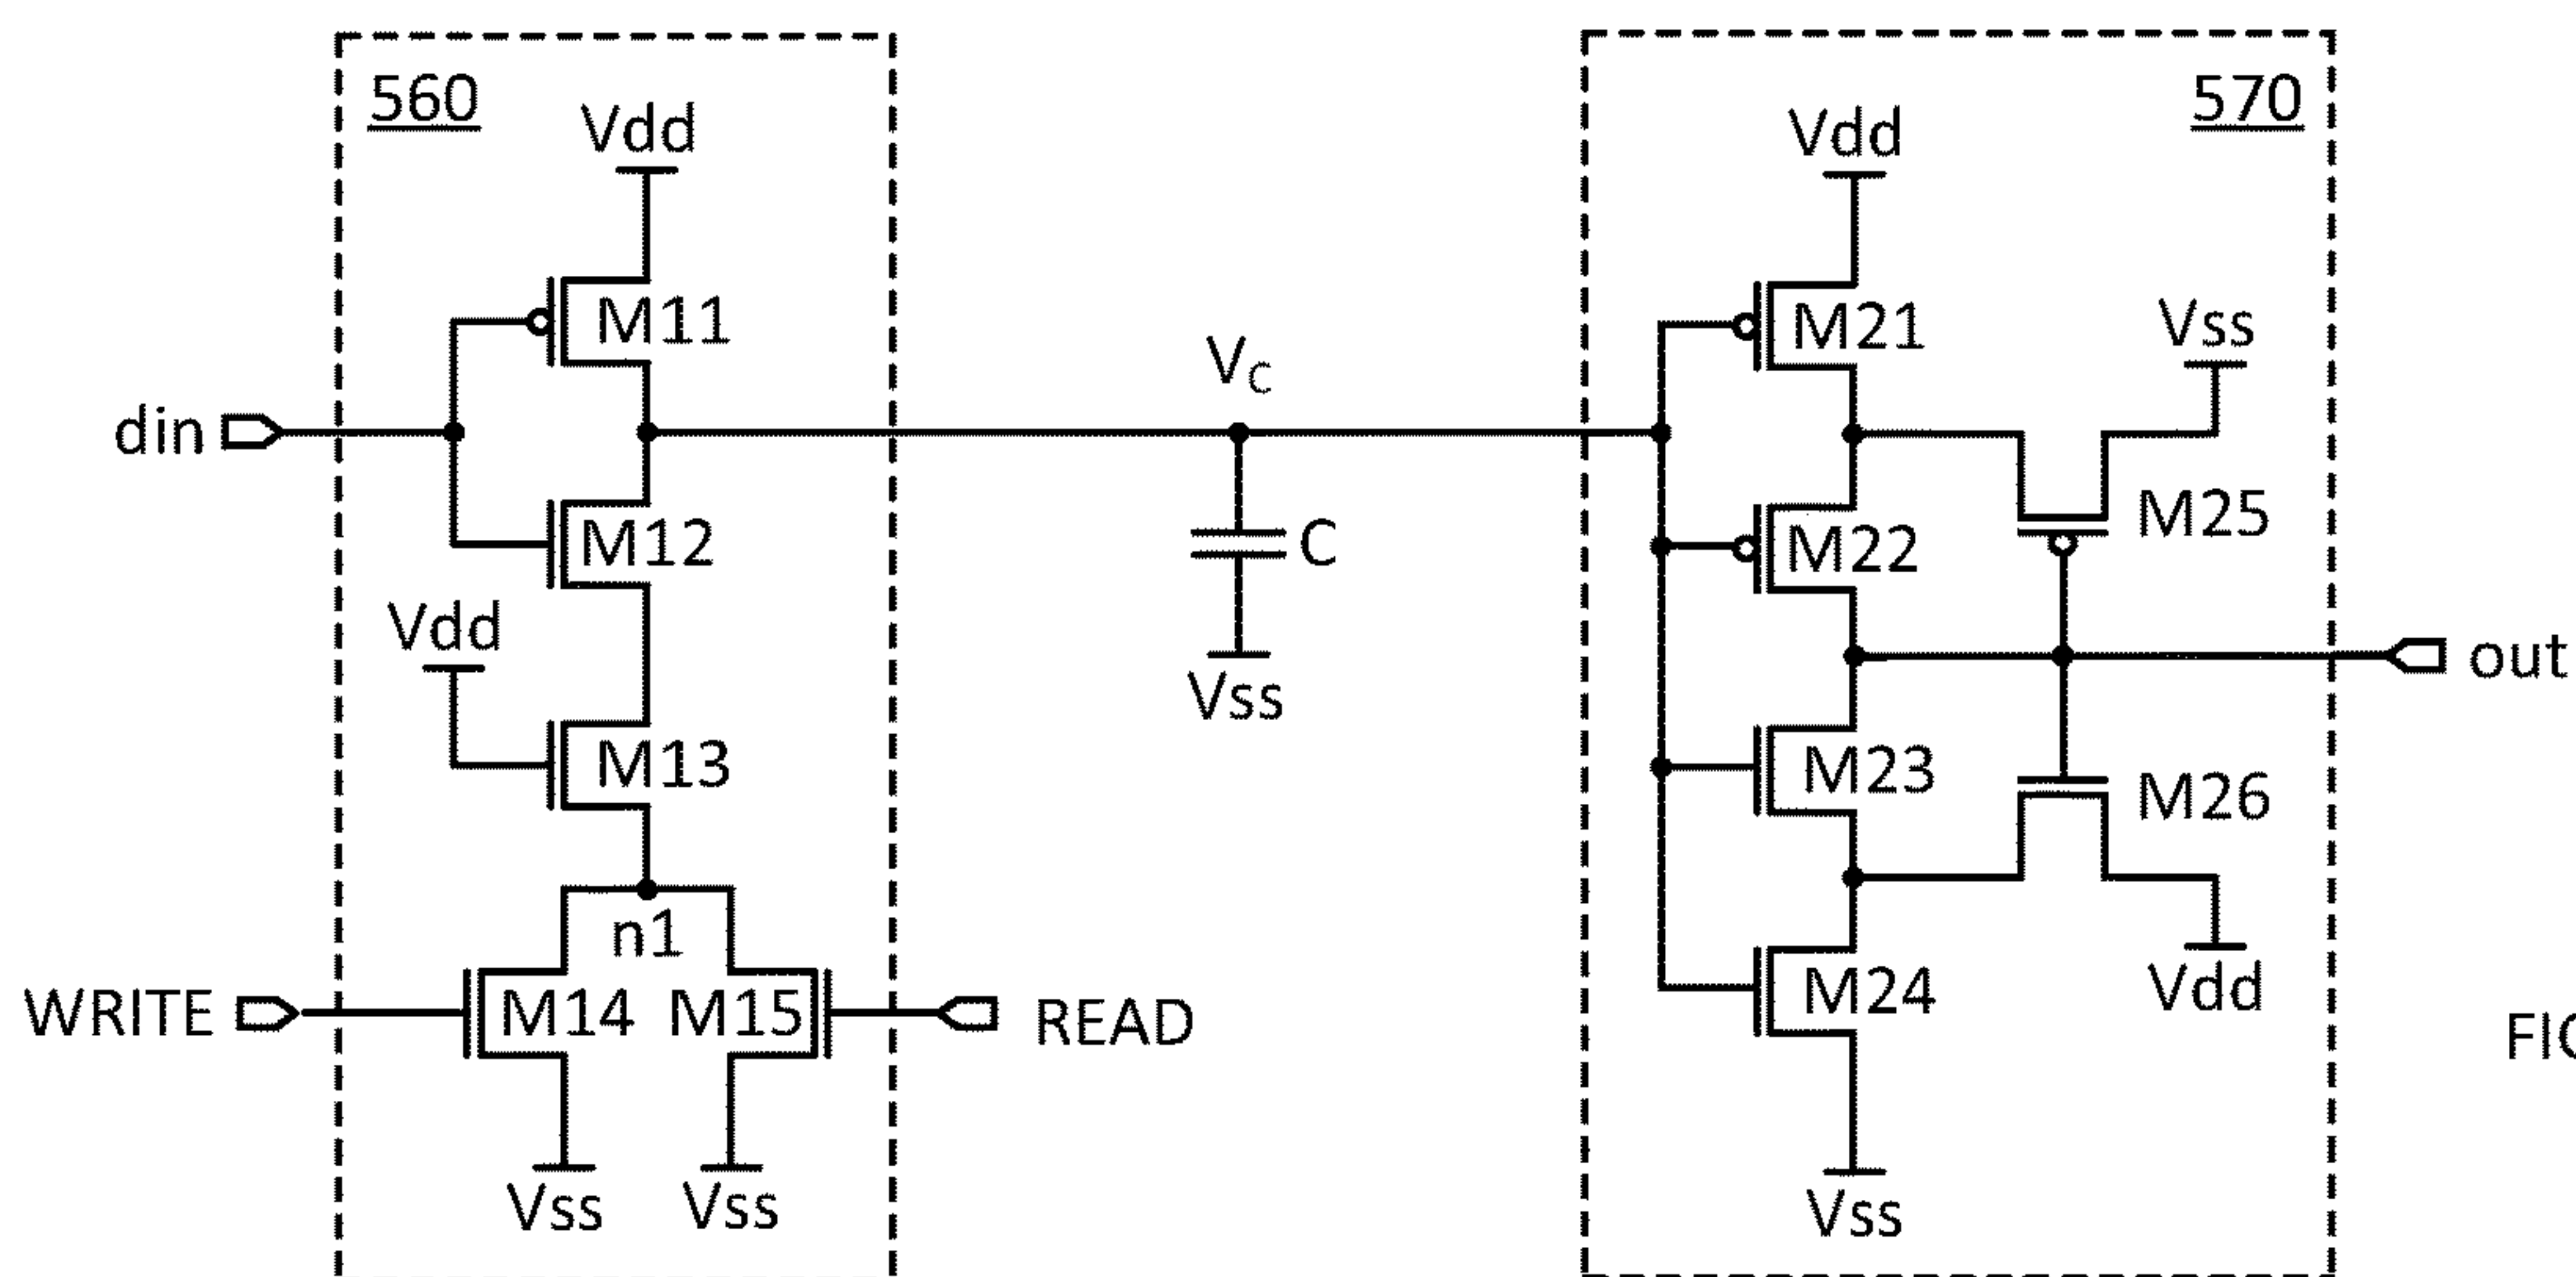 560
Vdd
M11
din
M12
Vdd
M13
n1
WRITE
M14
M15
READ
Vss
Vss
VC
C
Vss
570
Vdd
M21
Vss
M25
M22
out
M23
M26
M24
Vdd
Vss